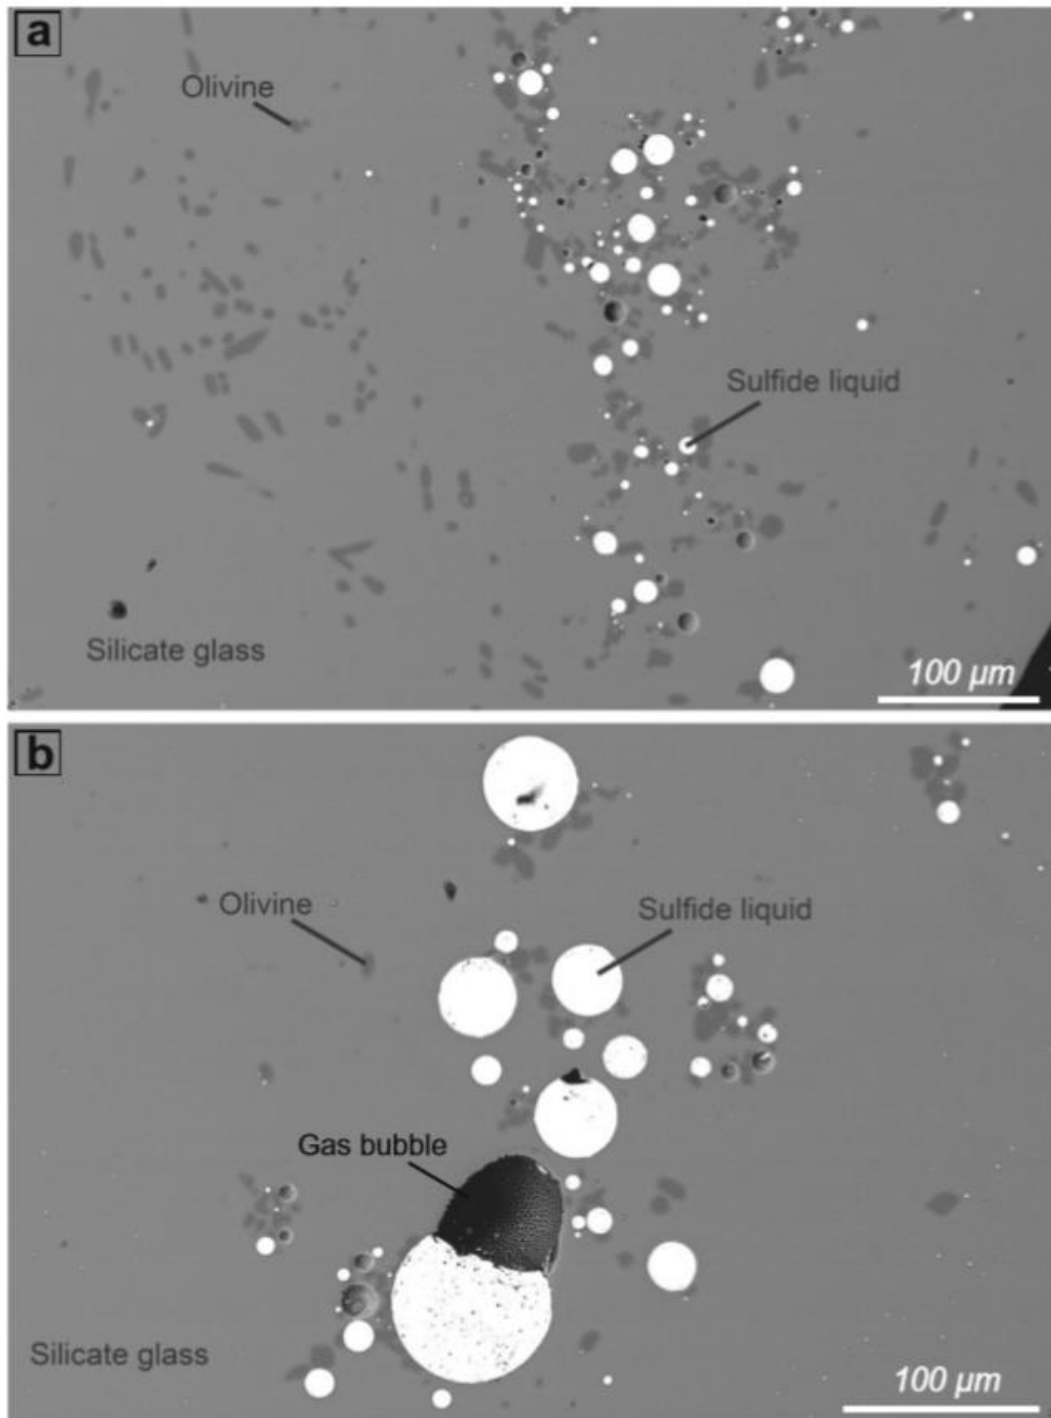 a
Olivine
Sulfide liquid
Silicate glass
100 µm
b
Olivine
Sulfide liquid
Gas bubble
Silicate glass
100 µm